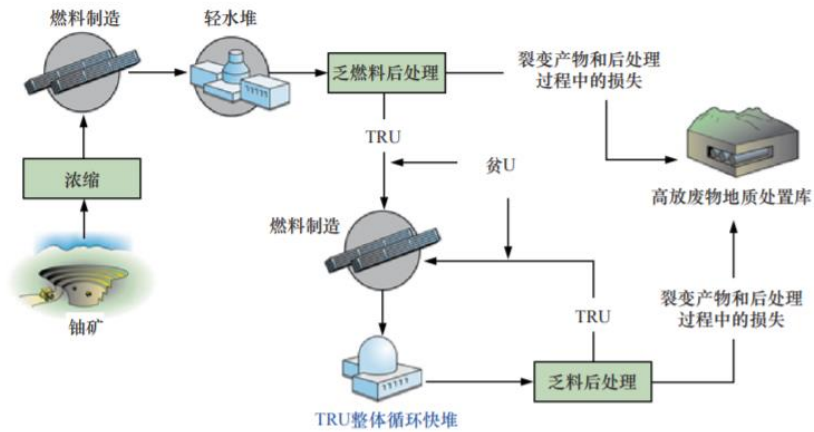 燃料制造
轻水堆
乏燃料后处理
裂变产物和后处理
过程中的损失
TRU
浓缩
贫U
高放废物地质处置库
燃料制造
铀矿
TRU
裂变产物和后处理
过程中的损失
乏料后处理
TRU整体循环快堆